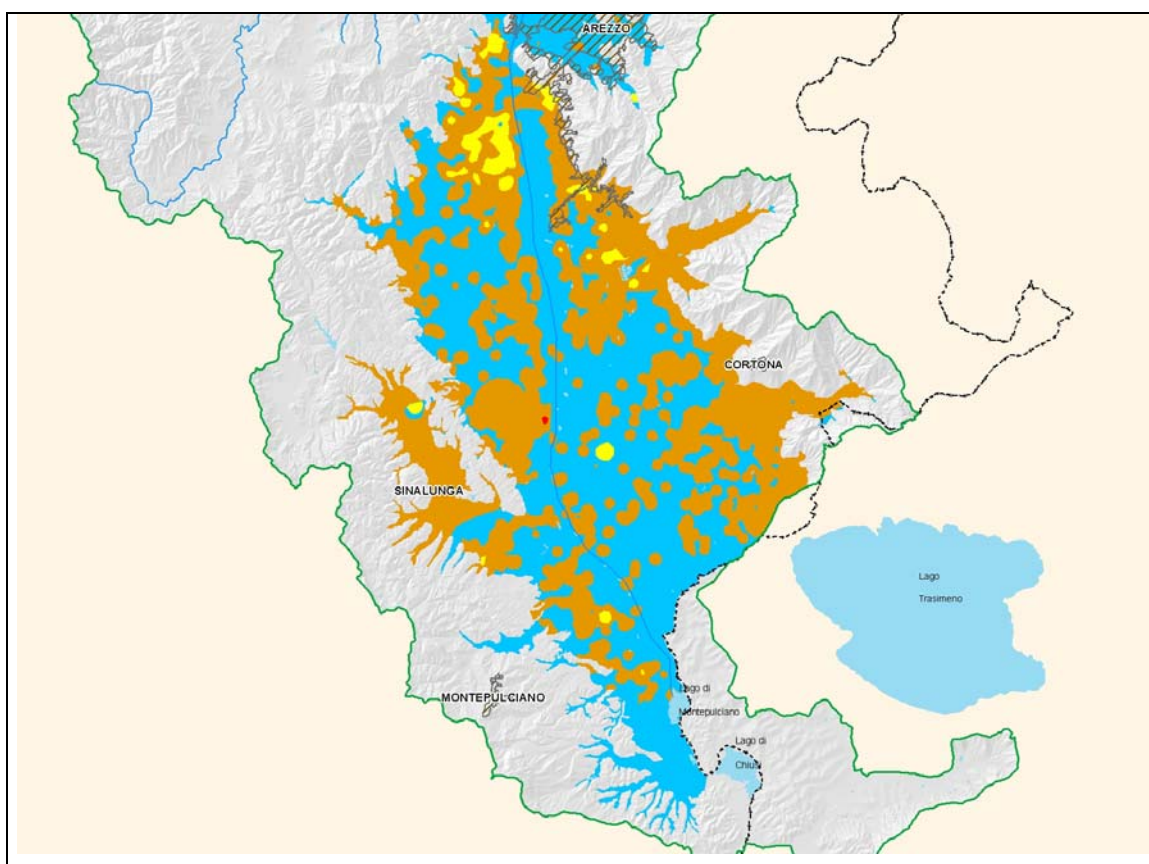 AREZZO
CORTONA
SINALUNGA
Lago
Trasimeno
MONTEPULCIANO
Lago di
Montepulciano
Lago di
Chiusi